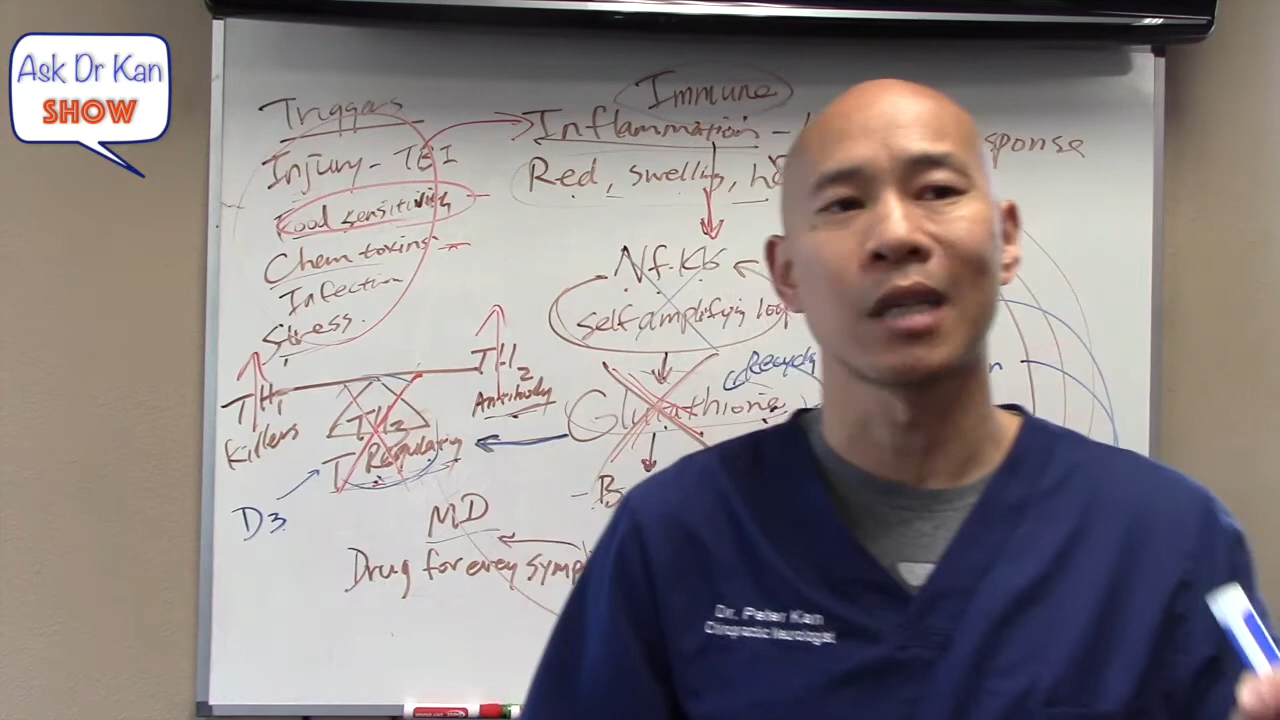 Ask Dr Kan
SHOW
Immune
Triggers
Inflammation -
sponse
Injury - TBI
Red, swelling, ho
Food sensitivity
Chem toxins
Nf-KB
Infection
self amplifying loop
Stress.
TH1
TH2
Recycl
n
Antibody
Glutathione
Killers
TH2
T Regulatory
B
D3
MD
Drug for every symp
Dr. Peter Kan
Chiropractic Neurologist